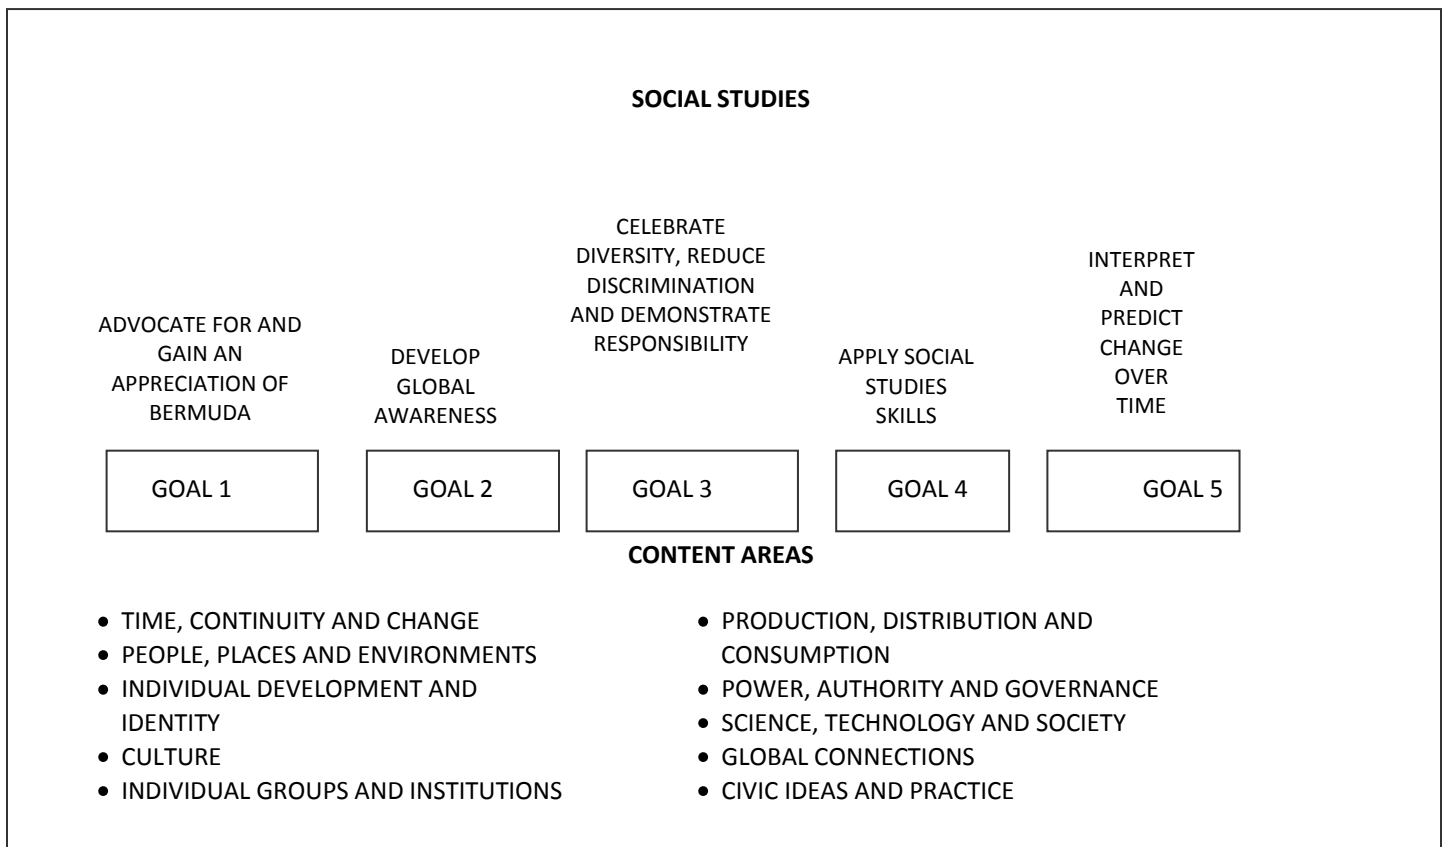 SOCIAL STUDIES
ADVOCATE FOR AND
GAIN AN
APPRECIATION OF
BERMUDA
DEVELOP
GLOBAL
AWARENESS
CELEBRATE
DIVERSITY, REDUCE
DISCRIMINATION
AND DEMONSTRATE
RESPONSIBILITY
APPLY SOCIAL
STUDIES
SKILLS
INTERPRET
AND
PREDICT
CHANGE
OVER
TIME
GOAL 1
GOAL 2
GOAL 3
GOAL 4
GOAL 5
CONTENT AREAS
• TIME, CONTINUITY AND CHANGE
• PEOPLE, PLACES AND ENVIRONMENTS
• INDIVIDUAL DEVELOPMENT AND
IDENTITY
• CULTURE
• INDIVIDUAL GROUPS AND INSTITUTIONS
• PRODUCTION, DISTRIBUTION AND
CONSUMPTION
• POWER, AUTHORITY AND GOVERNANCE
• SCIENCE, TECHNOLOGY AND SOCIETY
• GLOBAL CONNECTIONS
• CIVIC IDEAS AND PRACTICE